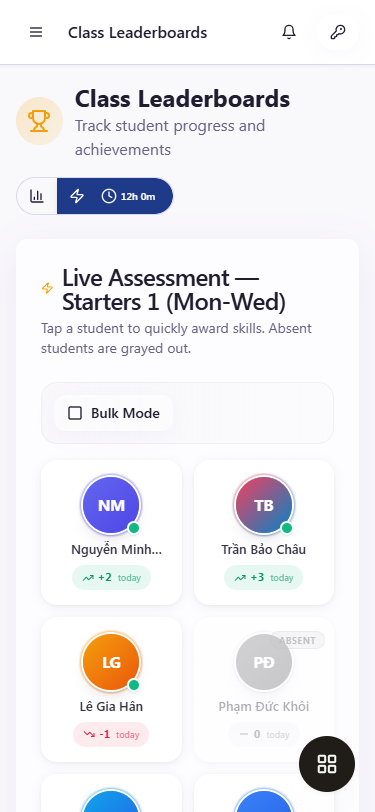 Class Leaderboards
Class Leaderboards
Track student progress and
achievements
12h 0m
Live Assessment —
Starters 1 (Mon-Wed)
Tap a student to quickly award skills. Absent
students are grayed out.
Bulk Mode
NM
Nguyễn Minh...
+2 today
TB
Trần Bảo Châu
+3 today
LG
Lê Gia Hân
-1 today
ABSENT
PĐ
Phạm Đức Khôi
0 today